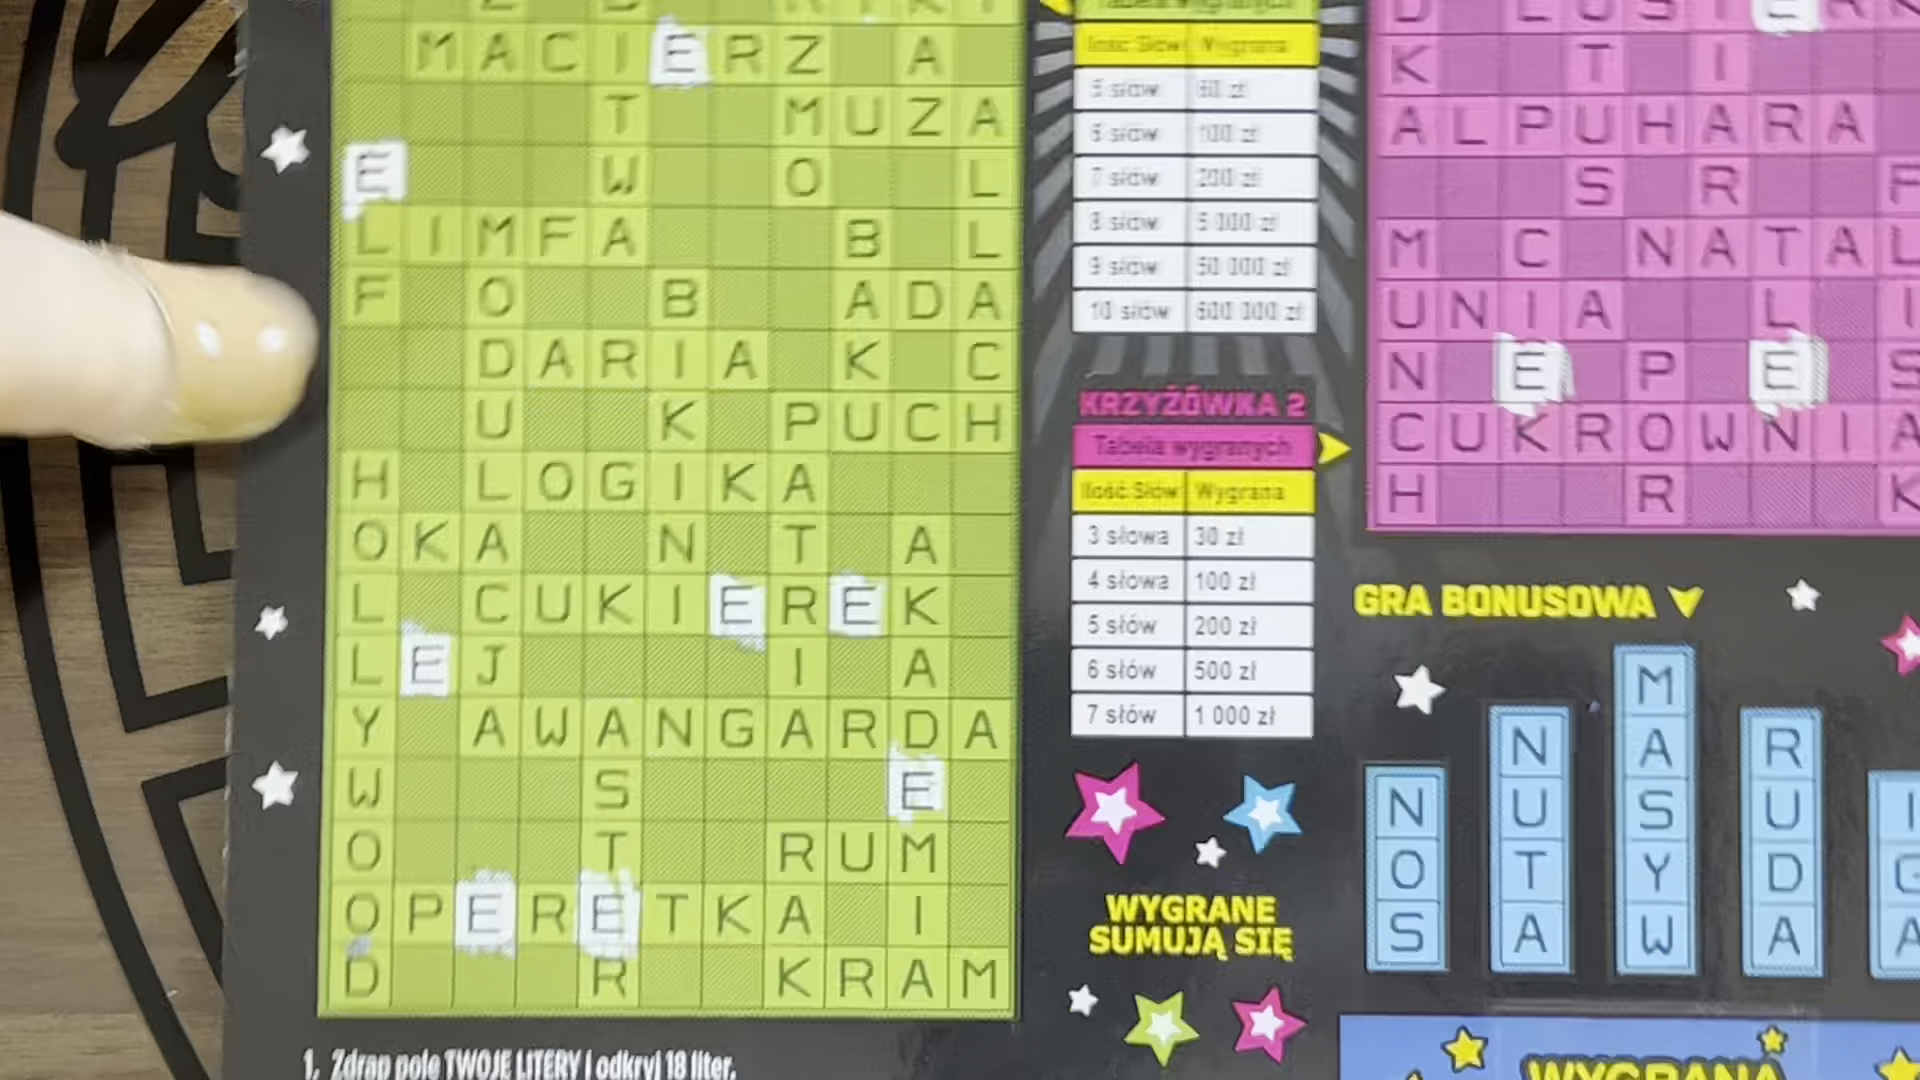 MACIERZ A
T MUZA
E W O L
LIMFA B L
F O B ADA
DARIA K C
U K PUCH
H LOGIKA
OKA N T A
L CUKIEREK
L E J I A
Y AWANGARDA
W S E
O T RUM
OPERETKA I
D R KRAM
1. Zdrap pole TWOJE LITERY i odkryj 18 liter.
Tabela wygranych
Ilość Słów Wygrana
5 słów 60 zł
6 słów 100 zł
7 słów 200 zł
8 słów 5 000 zł
9 słów 50 000 zł
10 słów 600 000 zł
KRZYŻÓWKA 2
Tabela wygranych
Ilość Słów Wygrana
3 słowa 30 zł
4 słowa 100 zł
5 słów 200 zł
6 słów 500 zł
7 słów 1 000 zł
WYGRANE
SUMUJĄ SIĘ
K T I
ALPUHARA
S R F
M C NATAL
UNIA L I
N E P E S
CUKROWNIA
H R K
GRA BONUSOWA
NOS
NUTA
MASYW
RUDA
WYGRANA